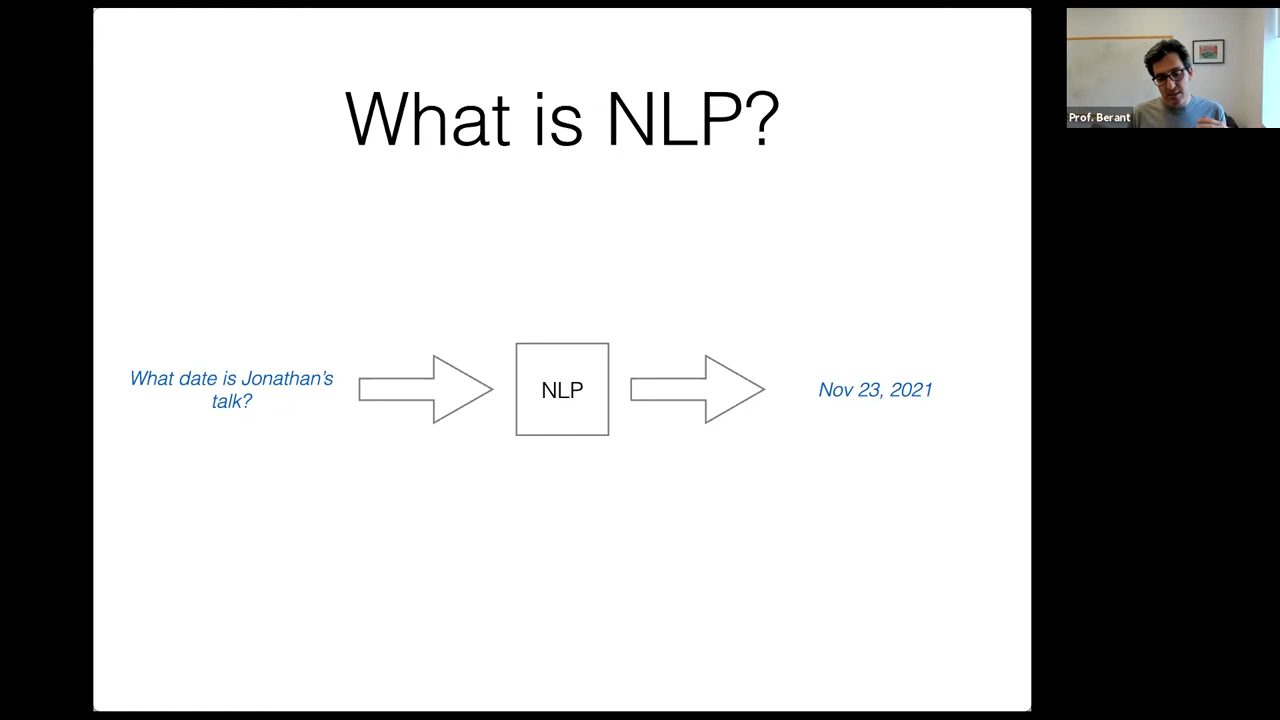 What is NLP?
What date is Jonathan's
talk?
NLP
Nov 23, 2021
Prof. Berant